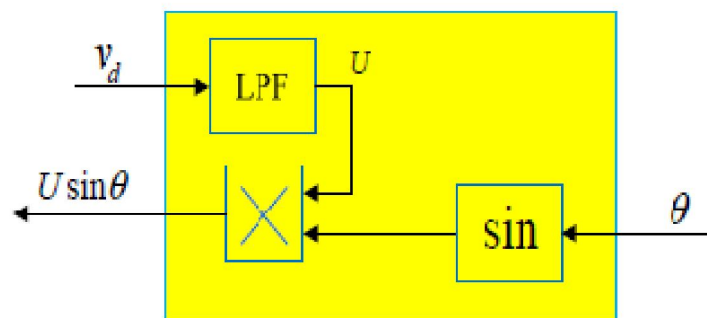 v_d
LPF
U
U sin θ
sin
θ